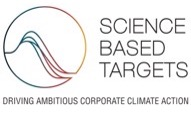 SCIENCE
BASED
TARGETS
DRIVING AMBITIOUS CORPORATE CLIMATE ACTION